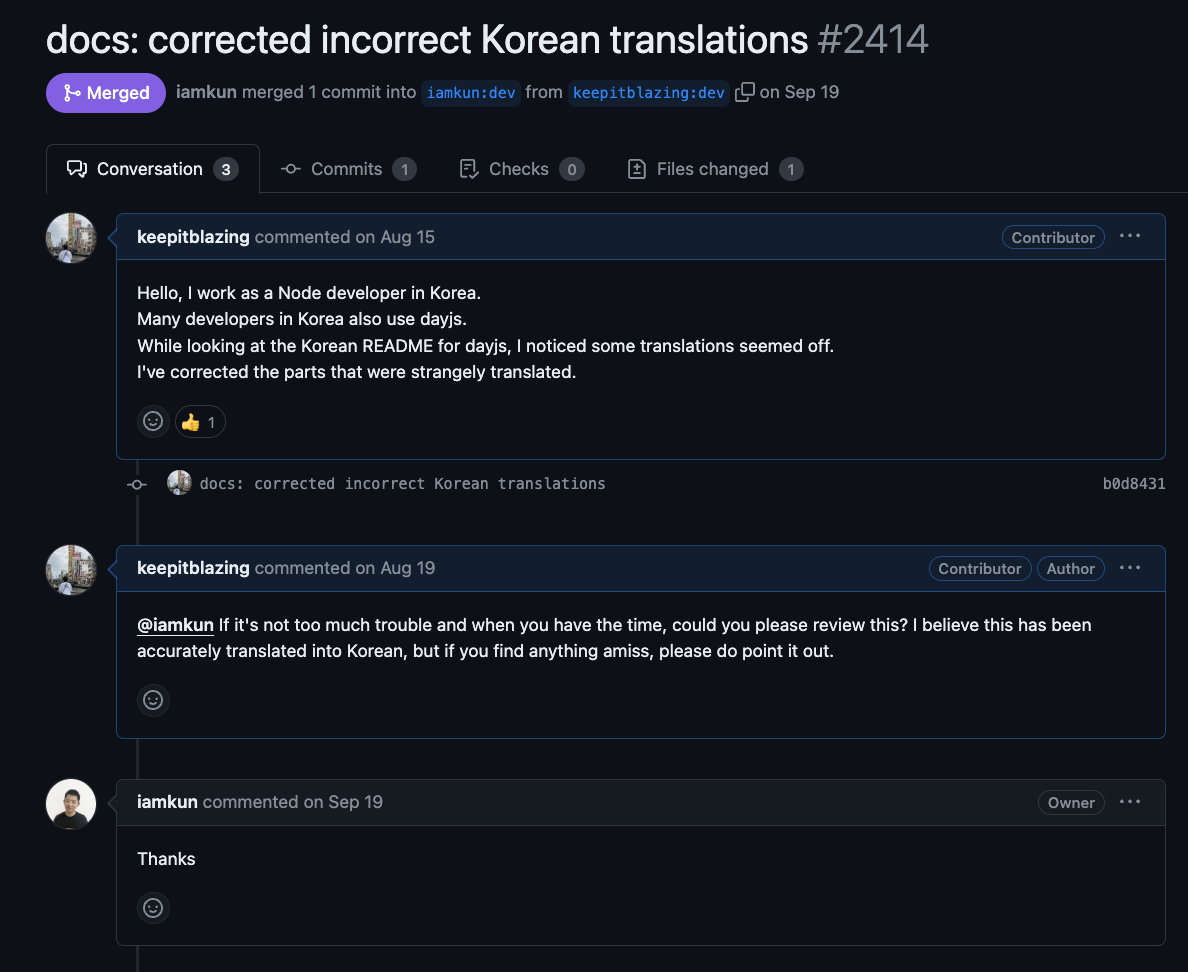 docs: corrected incorrect Korean translations #2414
Merged iamkun merged 1 commit into iamkun:dev from keepitblazing:dev on Sep 19
Conversation 3 Commits 1 Checks 0 Files changed 1
keepitblazing commented on Aug 15 Contributor ···
Hello, I work as a Node developer in Korea.
Many developers in Korea also use dayjs.
While looking at the Korean README for dayjs, I noticed some translations seemed off.
I've corrected the parts that were strangely translated.
👍 1
docs: corrected incorrect Korean translations b0d8431
keepitblazing commented on Aug 19 Contributor Author ···
@iamkun If it's not too much trouble and when you have the time, could you please review this? I believe this has been
accurately translated into Korean, but if you find anything amiss, please do point it out.
iamkun commented on Sep 19 Owner ···
Thanks